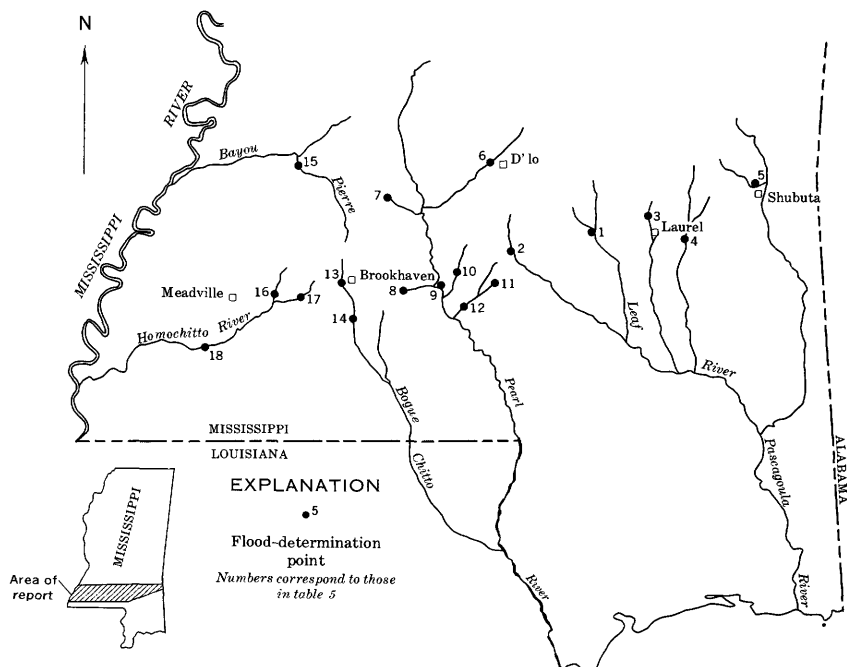 N
MISSISSIPPI
RIVER
Bayou
Pierre
15
6
D'lo
7
5
Shubuta
3
Laurel
4
1
2
13
Brookhaven
10
8
9
11
12
Meadville
16
17
14
Homochitto River
18
Leaf
River
Pearl
Bogue
Chitto
River
Pascagoula
River
MISSISSIPPI
LOUISIANA
ALABAMA
MISSISSIPPI
Area of
report
EXPLANATION
5
Flood-determination
point
Numbers correspond to those
in table 5